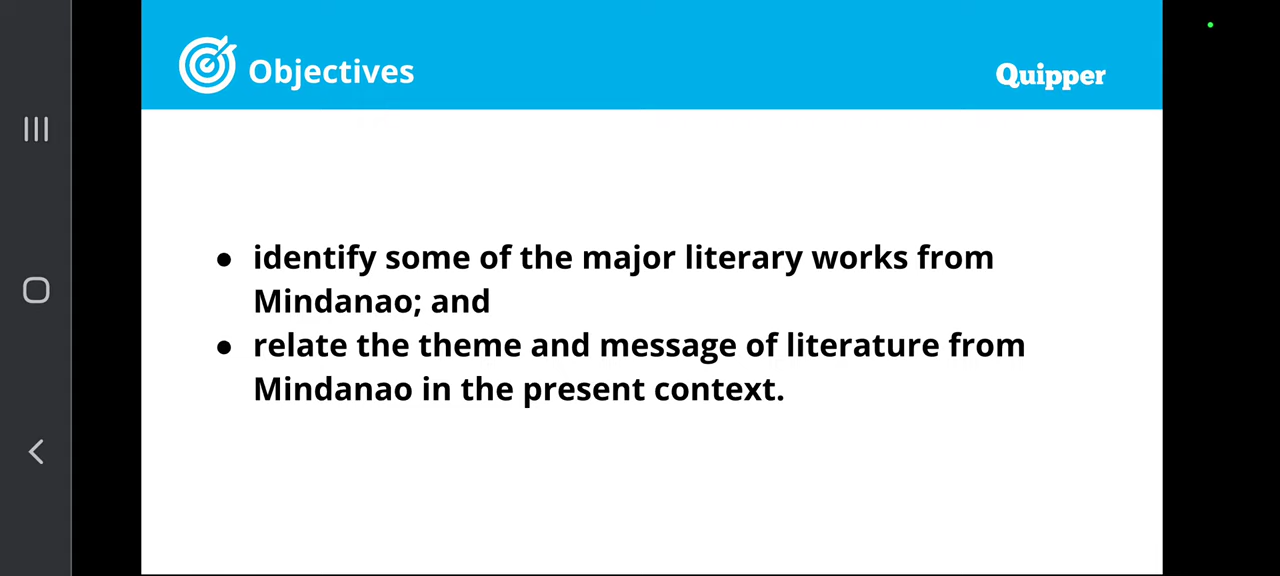 Objectives
Quipper
● identify some of the major literary works from
Mindanao; and
● relate the theme and message of literature from
Mindanao in the present context.